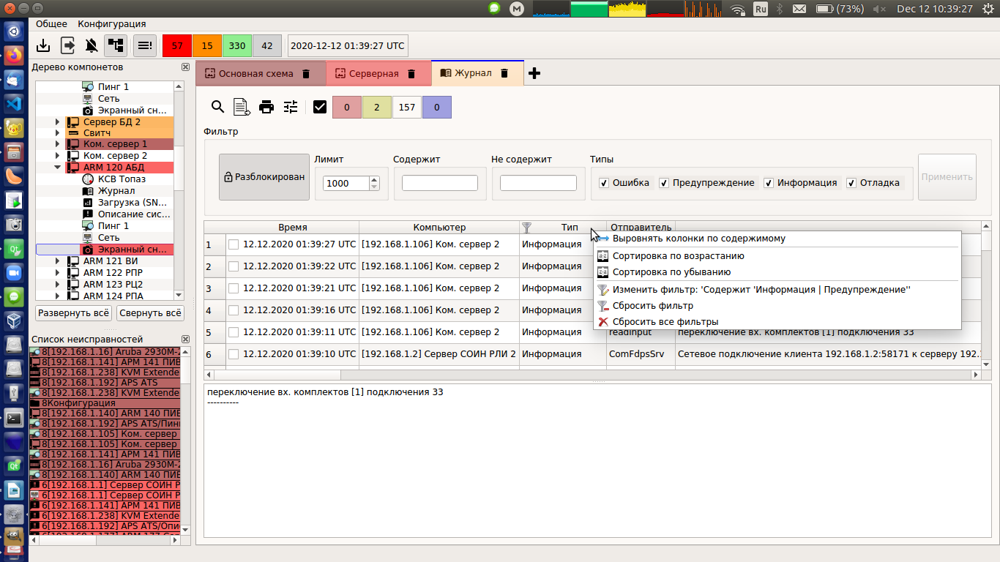 Ru
(73%)
Dec 12 10:39:27
Общее Конфигурация
57 15 330 42 2020-12-12 01:39:27 UTC
Дерево компонетов
Пинг 1
Сеть
Экранный сн...
Сервер БД 2
Свитч
Ком. сервер 1
Ком. сервер 2
ARM 120 АБД
КСВ Топаз
Журнал
Загрузка (SN...
Описание сис...
Пинг 1
Сеть
Экранный сн...
ARM 121 ВИ
ARM 122 РПР
ARM 123 РЦ2
ARM 124 РПА
Развернуть всё Свернуть всё
Список неисправностей
8[192.168.1.16] Aruba 2930M-2
8[192.168.1.141] АРМ 141 ПИВ
8[192.168.1.238] KVM Extende
8[192.168.1.192] APS ATS
8[192.168.1.238] KVM Extende
8Конфигурация
8[192.168.1.140] ARM 140 ПИВ
8[192.168.1.192] APS ATS/Пин
8[192.168.1.105] Ком. сервер
8[192.168.1.105] Ком. сервер
8[192.168.1.141] АРМ 141 ПИВ
8[192.168.1.16] Aruba 2930M-2
8[192.168.1.140] ARM 140 ПИВ
6[192.168.1.1] Сервер СОИН Р
6[192.168.1.1] Сервер СОИН Р
6[192.168.1.141] АРМ 141 ПИВ
6[192.168.1.238] KVM Extende
6[192.168.1.192] APS ATS/Опи
Основная схема Серверная Журнал
0 2 157 0
Фильтр
Разблокирован
Лимит Содержит Не содержит Типы
1000 Ошибка Предупреждение Информация Отладка
Применить
Время Компьютер Тип Отправитель
1 12.12.2020 01:39:27 UTC [192.168.1.106] Ком. сервер 2 Информация
2 12.12.2020 01:39:22 UTC [192.168.1.106] Ком. сервер 2 Информация
3 12.12.2020 01:39:21 UTC [192.168.1.106] Ком. сервер 2 Информация
4 12.12.2020 01:39:16 UTC [192.168.1.106] Ком. сервер 2 Информация
5 12.12.2020 01:39:11 UTC [192.168.1.106] Ком. сервер 2 Информация readinput переключение вх. комплектов [1] подключения 33
6 12.12.2020 01:39:10 UTC [192.168.1.2] Сервер СОИН РЛИ 2 Информация ComFdpsSrv Сетевое подключение клиента 192.168.1.2:58171 к серверу 192.
Выровнять колонки по содержимому
Сортировка по возрастанию
Сортировка по убыванию
Изменить фильтр: 'Содержит 'Информация | Предупреждение''
Сбросить фильтр
Сбросить все фильтры
переключение вх. комплектов [1] подключения 33
----------